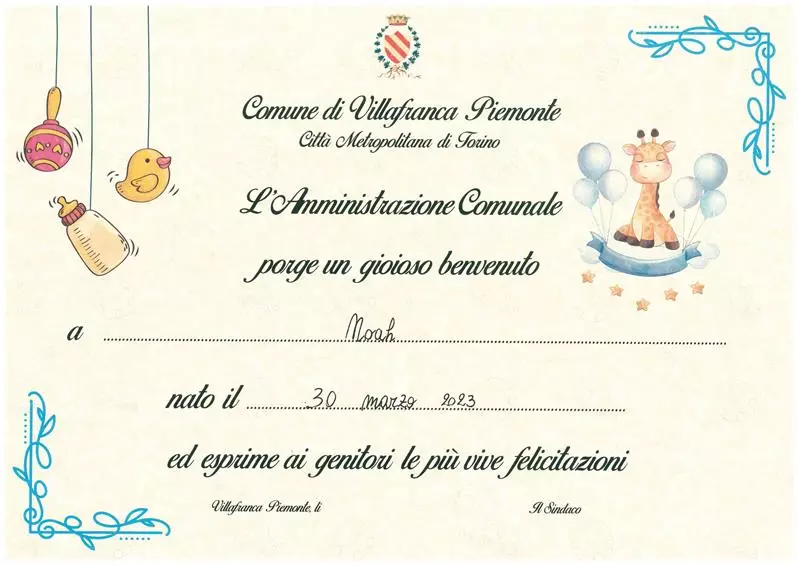 Comune di Villafranca Piemonte
Città Metropolitana di Torino
L'Amministrazione Comunale
porge un gioioso benvenuto
a Noah
nato il 30 marzo 2023
ed esprime ai genitori le più vive felicitazioni
Villafranca Piemonte, li Il Sindaco